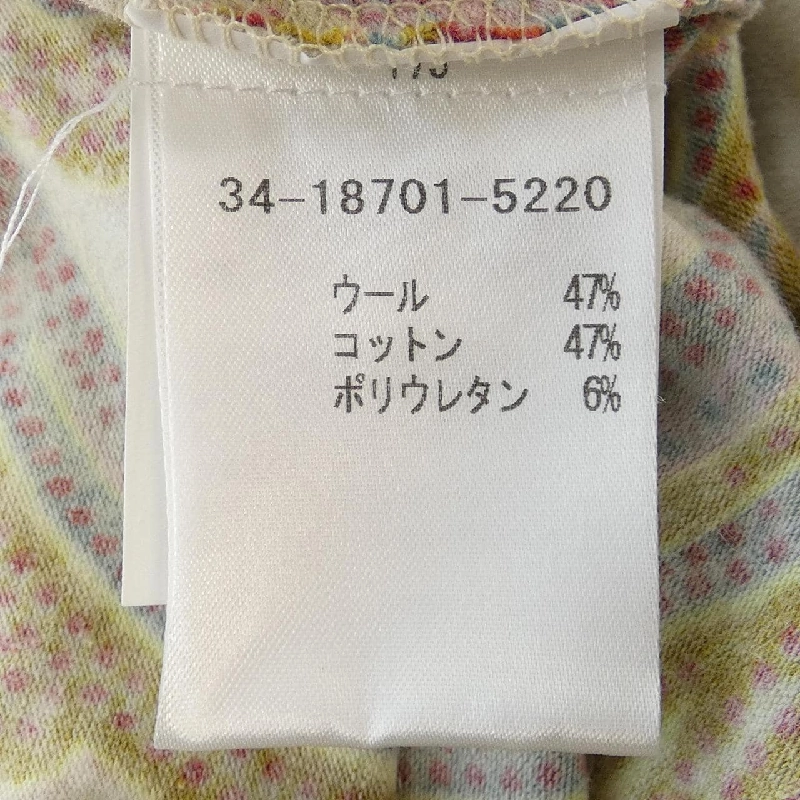 34-18701-5220
ウール 47%
コットン 47%
ポリウレタン 6%